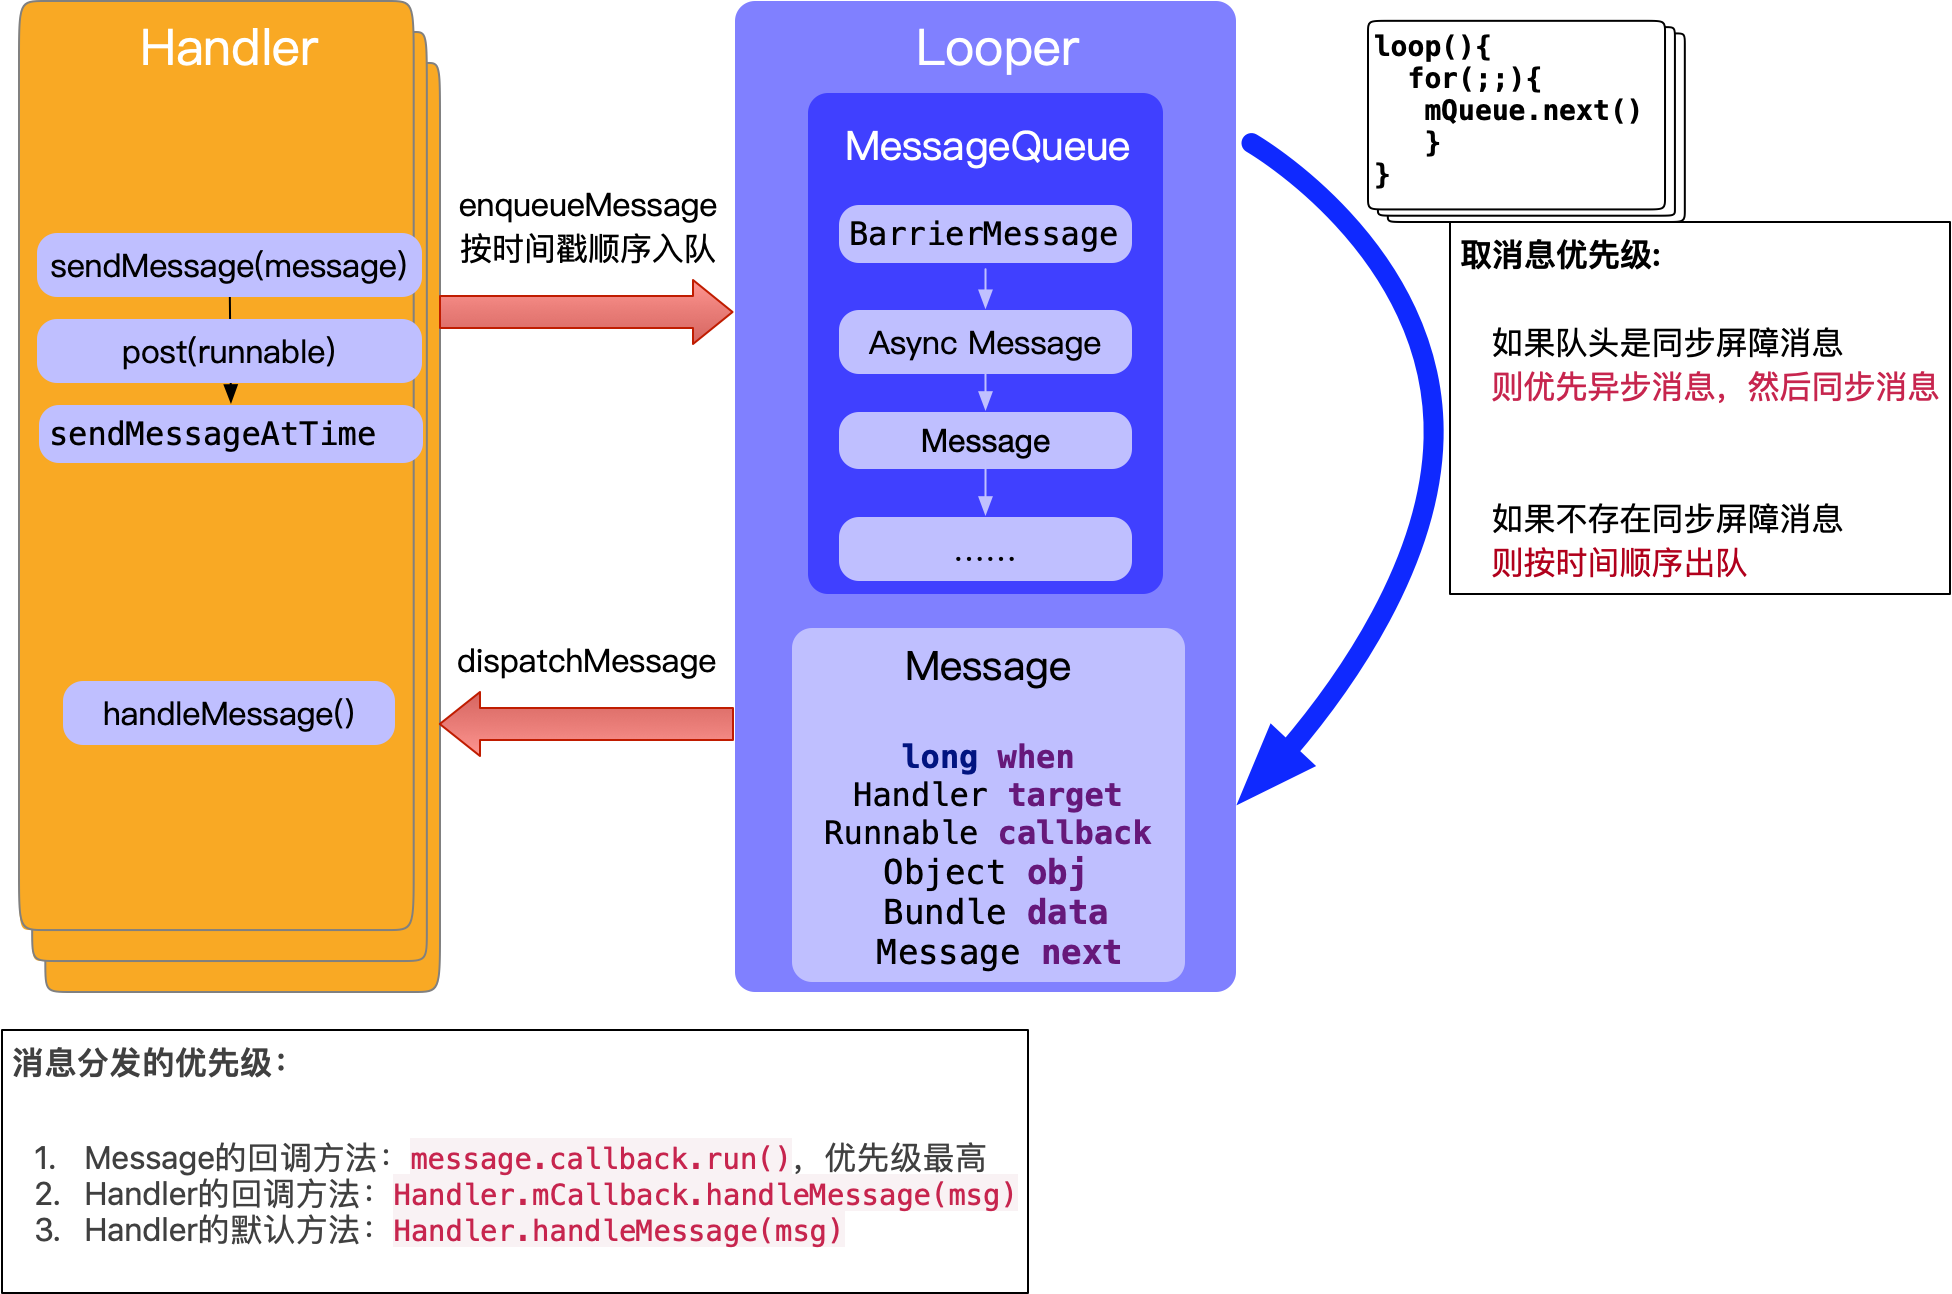 Handler
sendMessage(message)
post(runnable)
sendMessageAtTime
handleMessage()
enqueueMessage
按时间戳顺序入队
dispatchMessage
Looper
MessageQueue
BarrierMessage
Async Message
Message
......
Message
long when
Handler target
Runnable callback
Object obj
Bundle data
Message next
loop(){
for(;;){
mQueue.next()
}
}
取消息优先级:
如果队头是同步屏障消息
则优先异步消息，然后同步消息
如果不存在同步屏障消息
则按时间顺序出队
消息分发的优先级：
1. Message的回调方法：message.callback.run()，优先级最高
2. Handler的回调方法：Handler.mCallback.handleMessage(msg)
3. Handler的默认方法：Handler.handleMessage(msg)